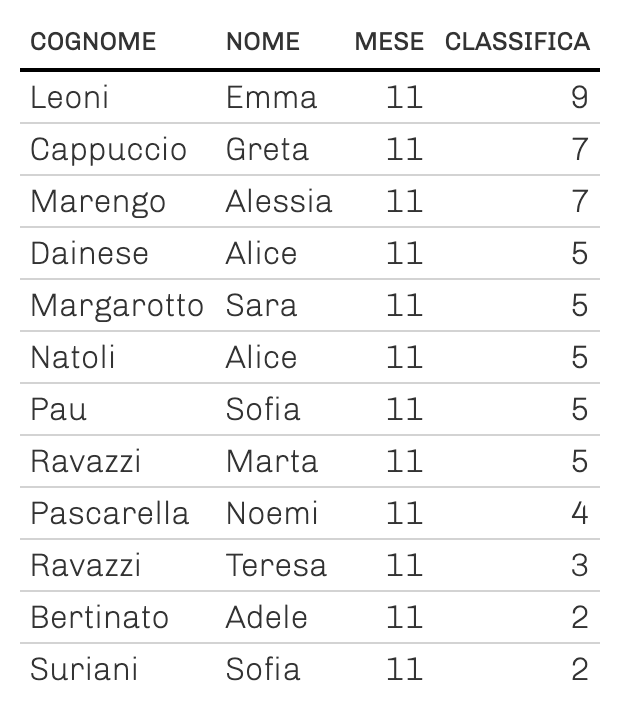 COGNOME NOME MESE CLASSIFICA
Leoni Emma 11 9
Cappuccio Greta 11 7
Marengo Alessia 11 7
Dainese Alice 11 5
Margarotto Sara 11 5
Natoli Alice 11 5
Pau Sofia 11 5
Ravazzi Marta 11 5
Pascarella Noemi 11 4
Ravazzi Teresa 11 3
Bertinato Adele 11 2
Suriani Sofia 11 2